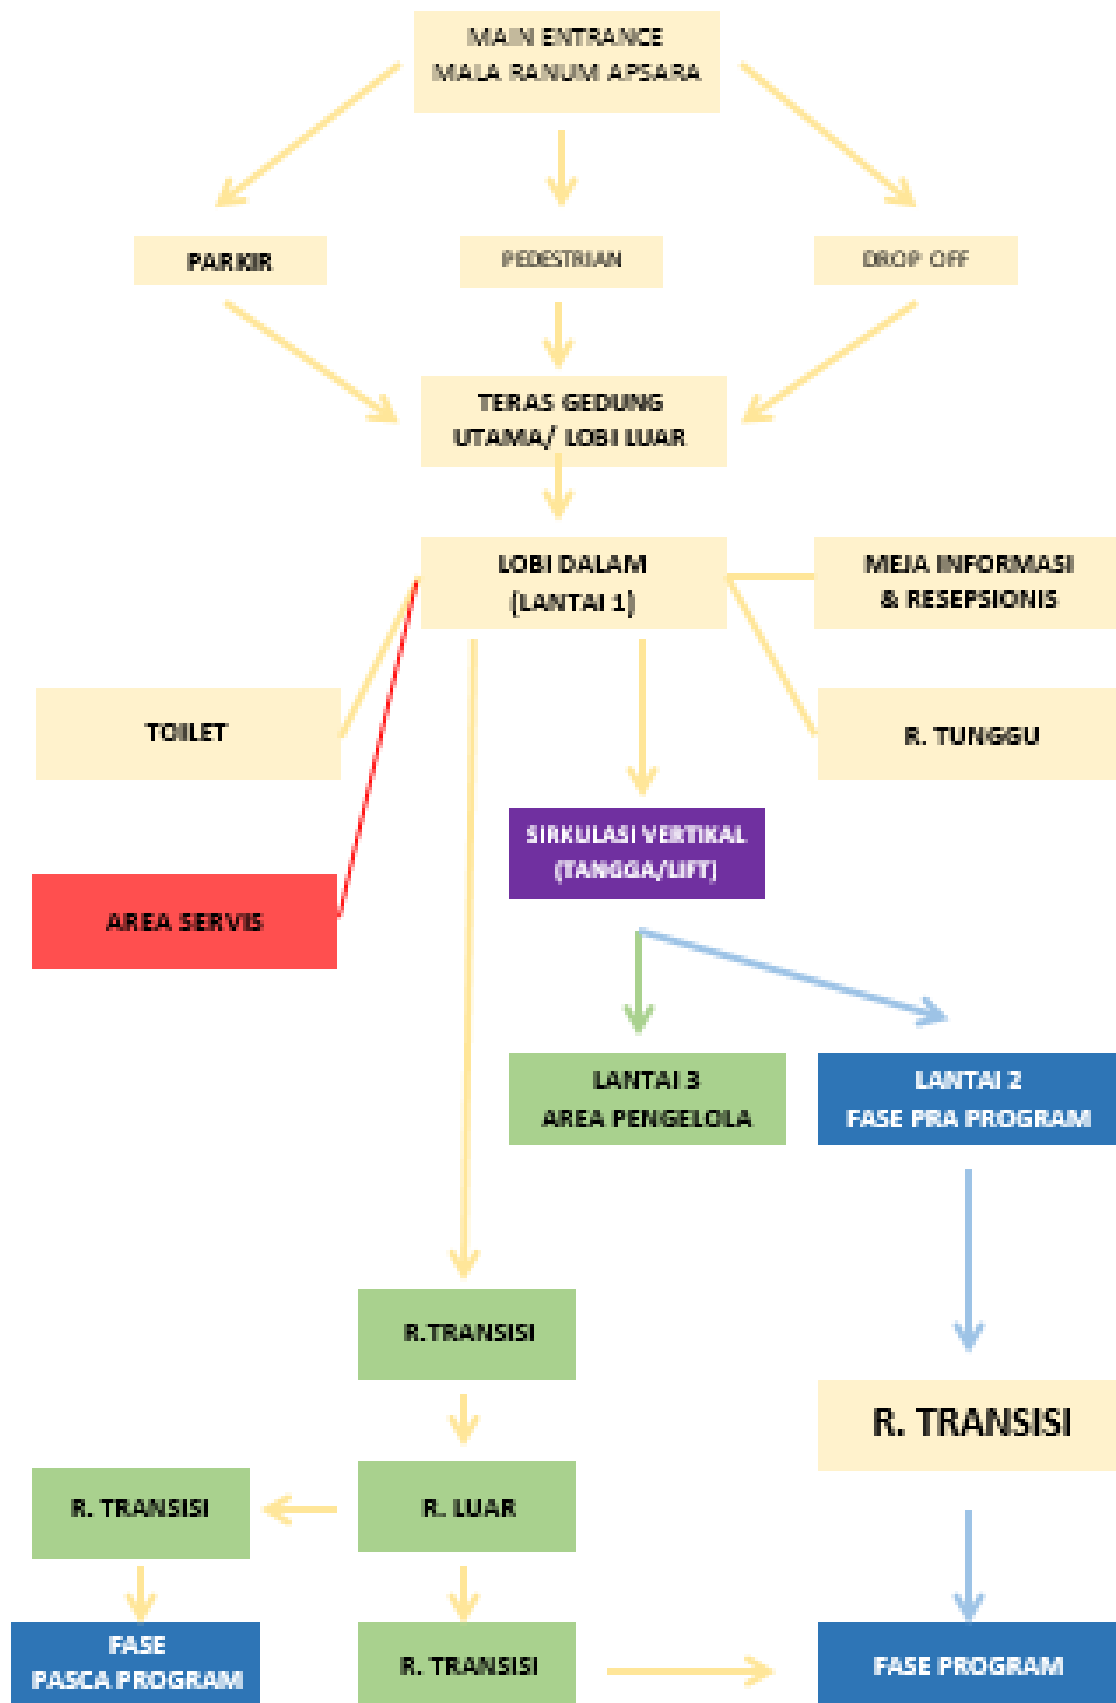 MAIN ENTRANCE
MALA RANUM APSARA
PARKIR
PEDESTRIAN
DROP OFF
TERAS GEDUNG
UTAMA/ LOBI LUAR
LOBI DALAM
(LANTAI 1)
MEJA INFORMASI
& RESEPSIONIS
TOILET
R. TUNGGU
SIRKULASI VERTIKAL
(TANGGA/LIFT)
AREA SERVIS
LANTAI 3
AREA PENGELOLA
LANTAI 2
FASE PRA PROGRAM
R.TRANSISI
R. TRANSISI
R. TRANSISI
R. LUAR
FASE
PASCA PROGRAM
R. TRANSISI
FASE PROGRAM